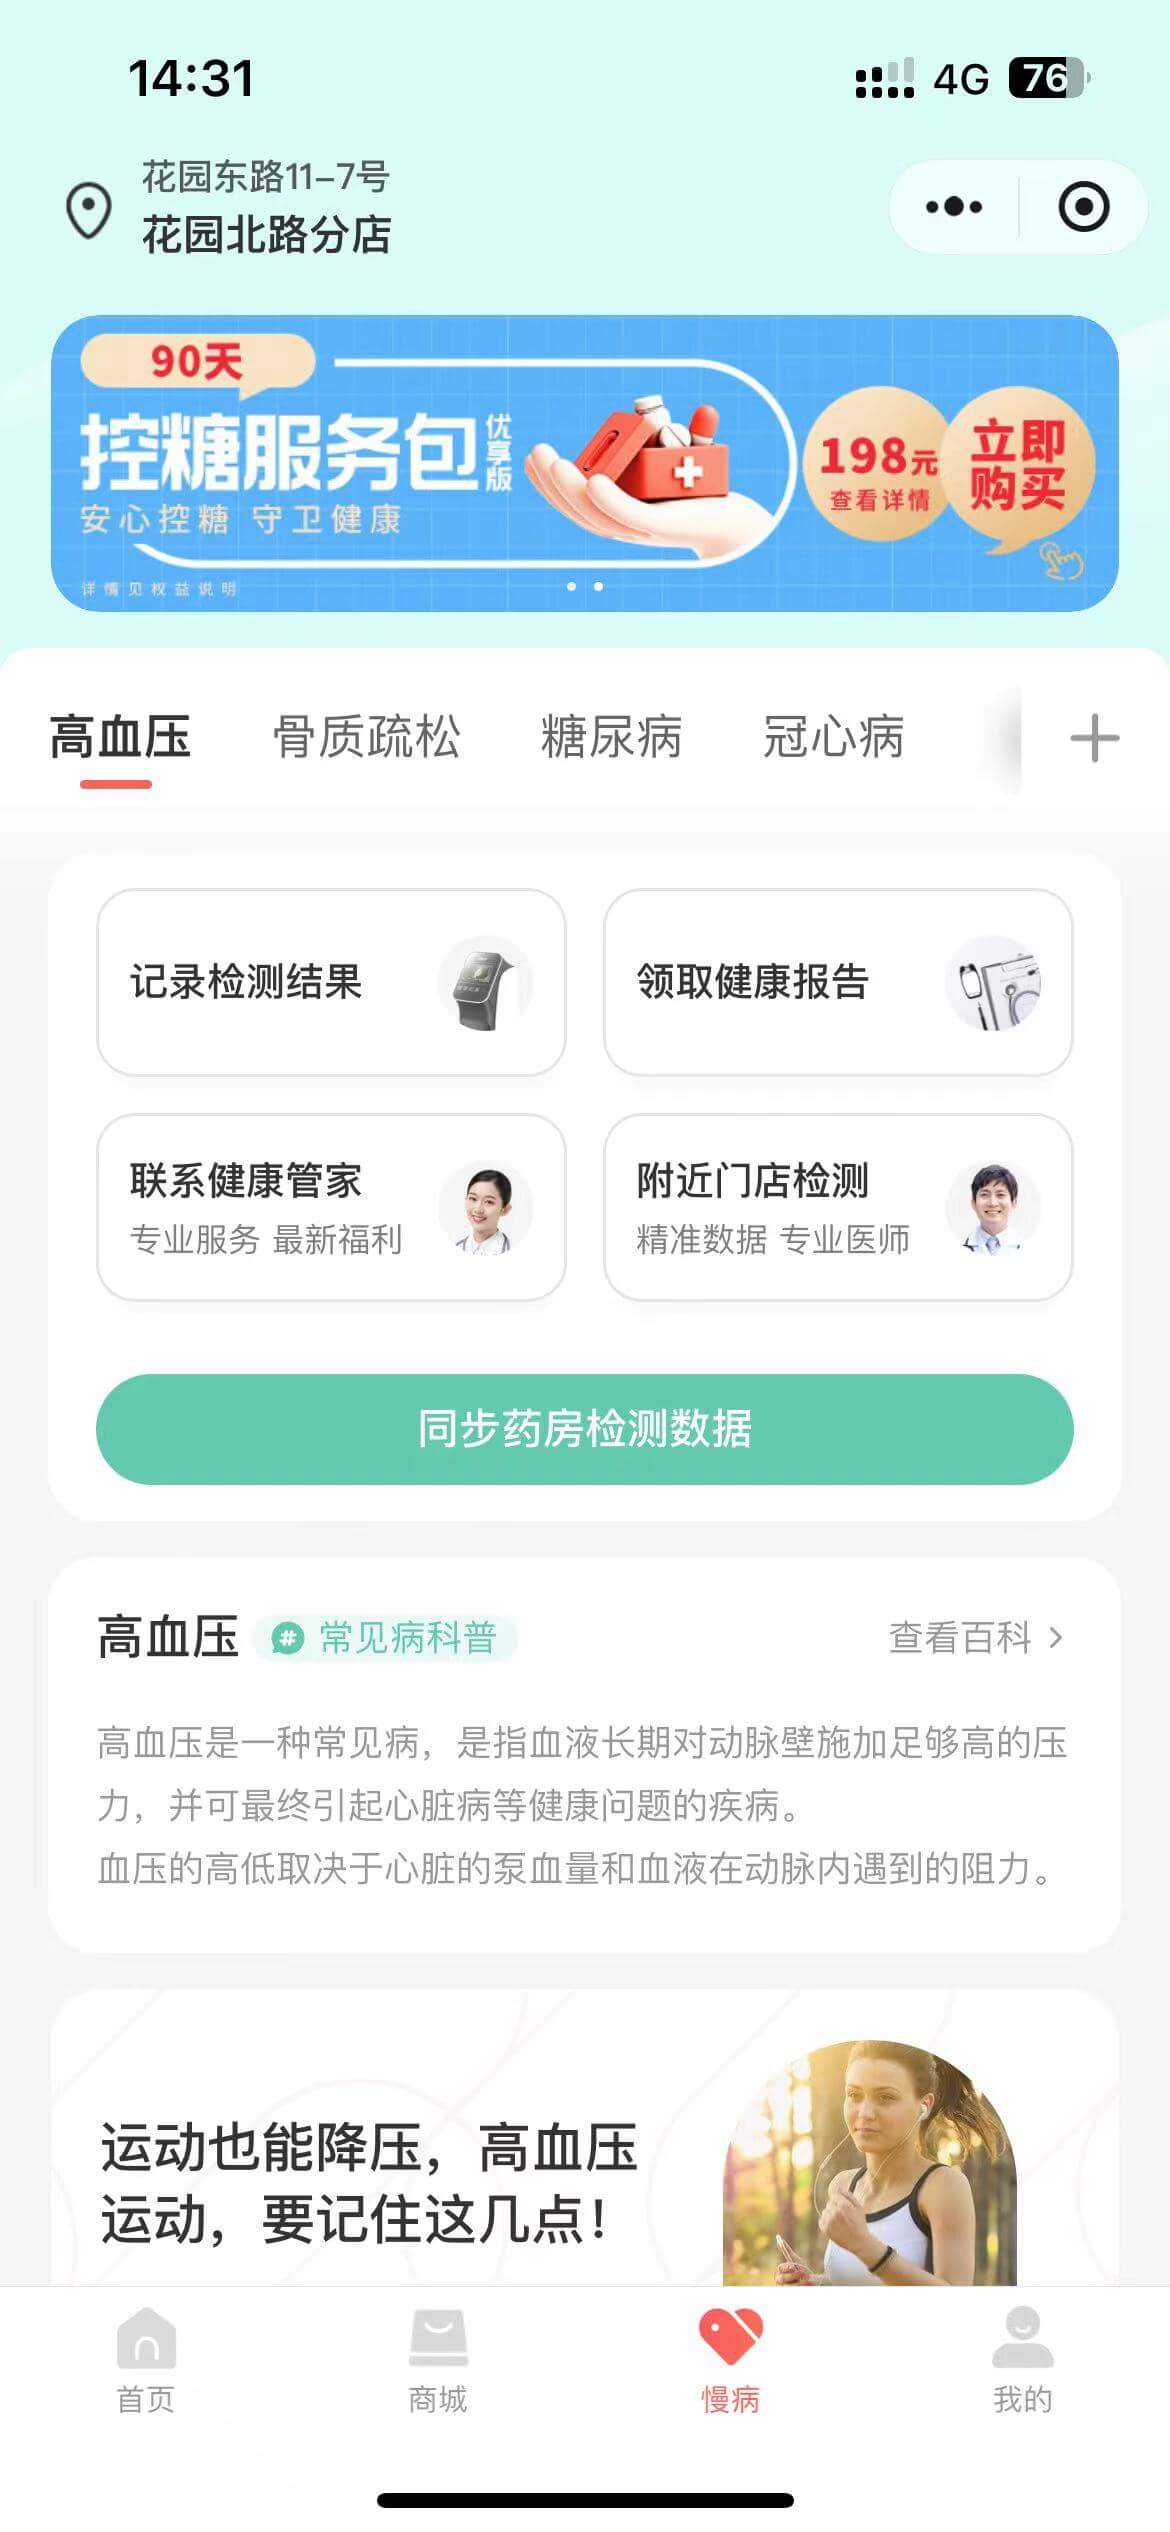 14:31
4G
76
花园东路11-7号
花园北路分店
90天
控糖服务包
优享版
安心控糖 守卫健康
详情见权益说明
198元
查看详情
立即
购买
高血压
骨质疏松
糖尿病
冠心病
记录检测结果
领取健康报告
联系健康管家
专业服务 最新福利
附近门店检测
精准数据 专业医师
同步药房检测数据
高血压
# 常见病科普
查看百科
高血压是一种常见病，是指血液长期对动脉壁施加足够高的压
力，并可最终引起心脏病等健康问题的疾病。
血压的高低取决于心脏的泵血量和血液在动脉内遇到的阻力。
运动也能降压，高血压
运动，要记住这几点！
首页
商城
慢病
我的